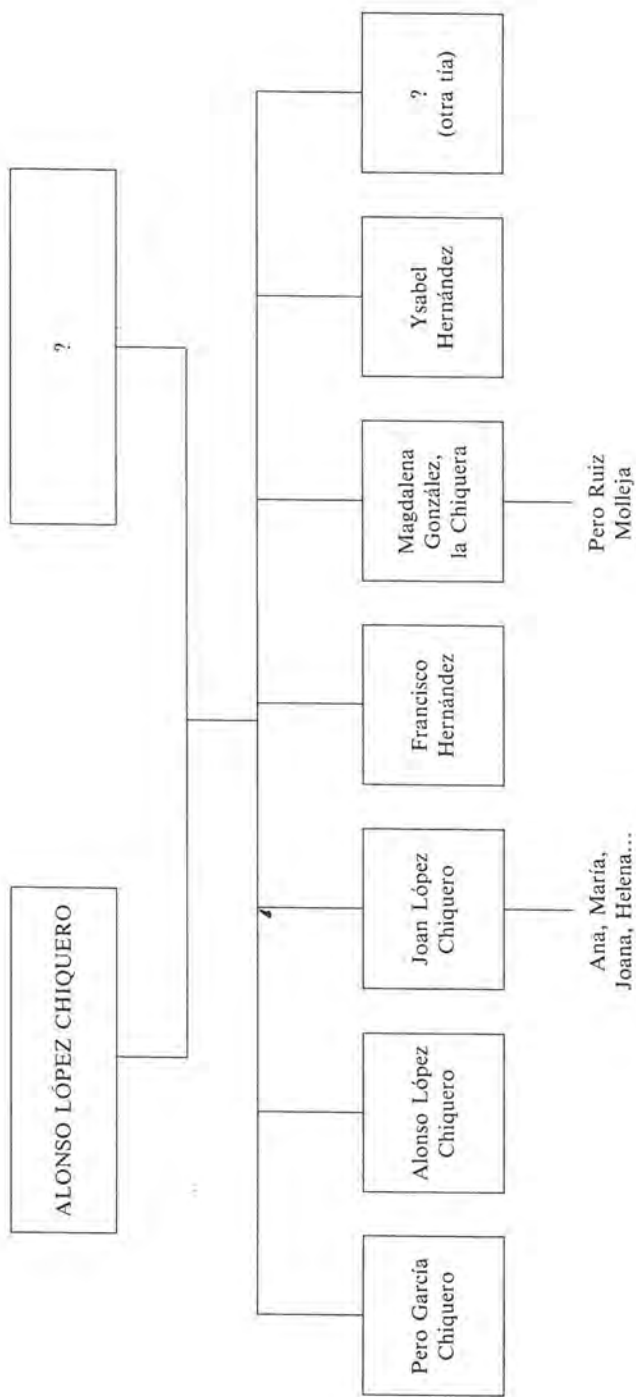 ALONSO LÓPEZ CHIQUERO
?
Pero García
Chiquero
Alonso López
Chiquero
Joan López
Chiquero
Francisco
Hernández
Magdalena
González,
la Chiquera
Ysabel
Hernández
?
(otra tía)
Ana, María,
Joana, Helena...
Pero Ruiz
Molleja